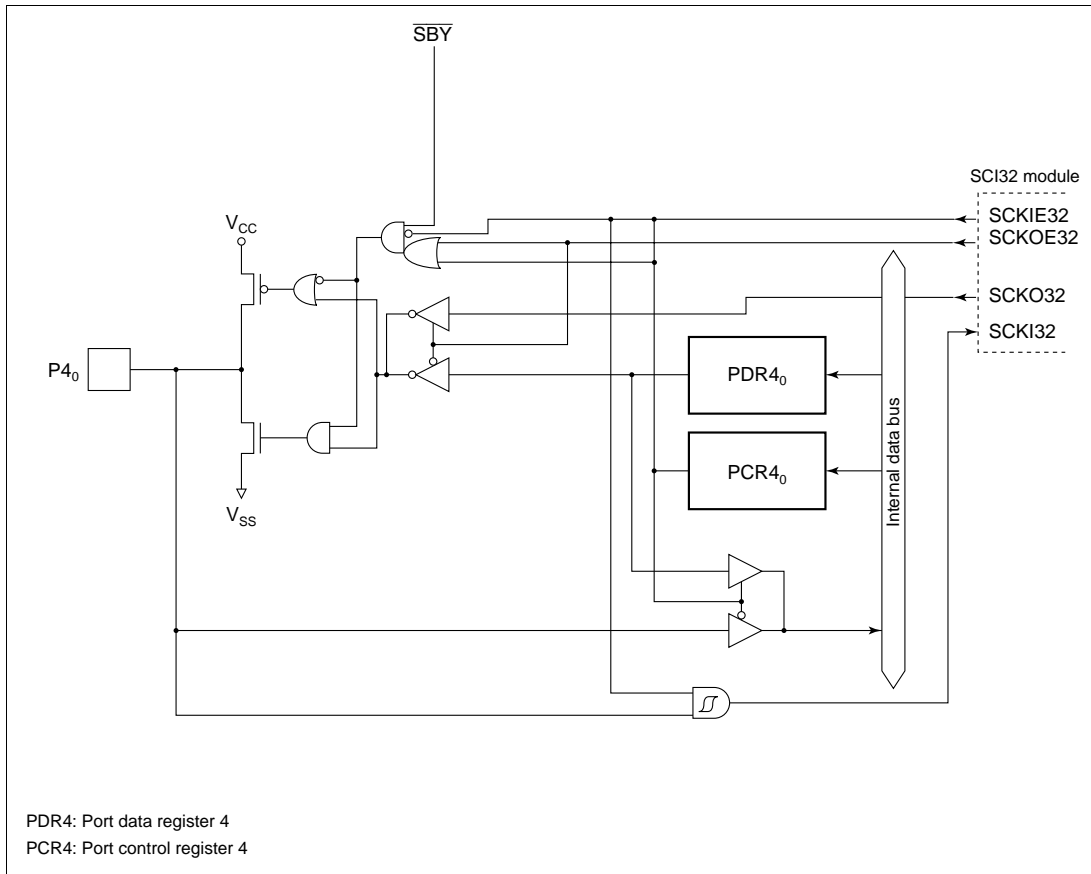 SBY
SCI32 module
SCKIE32
SCKOE32
SCKO32
SCKI32
VCC
P40
PDR40
PCR40
Internal data bus
VSS
PDR4: Port data register 4
PCR4: Port control register 4